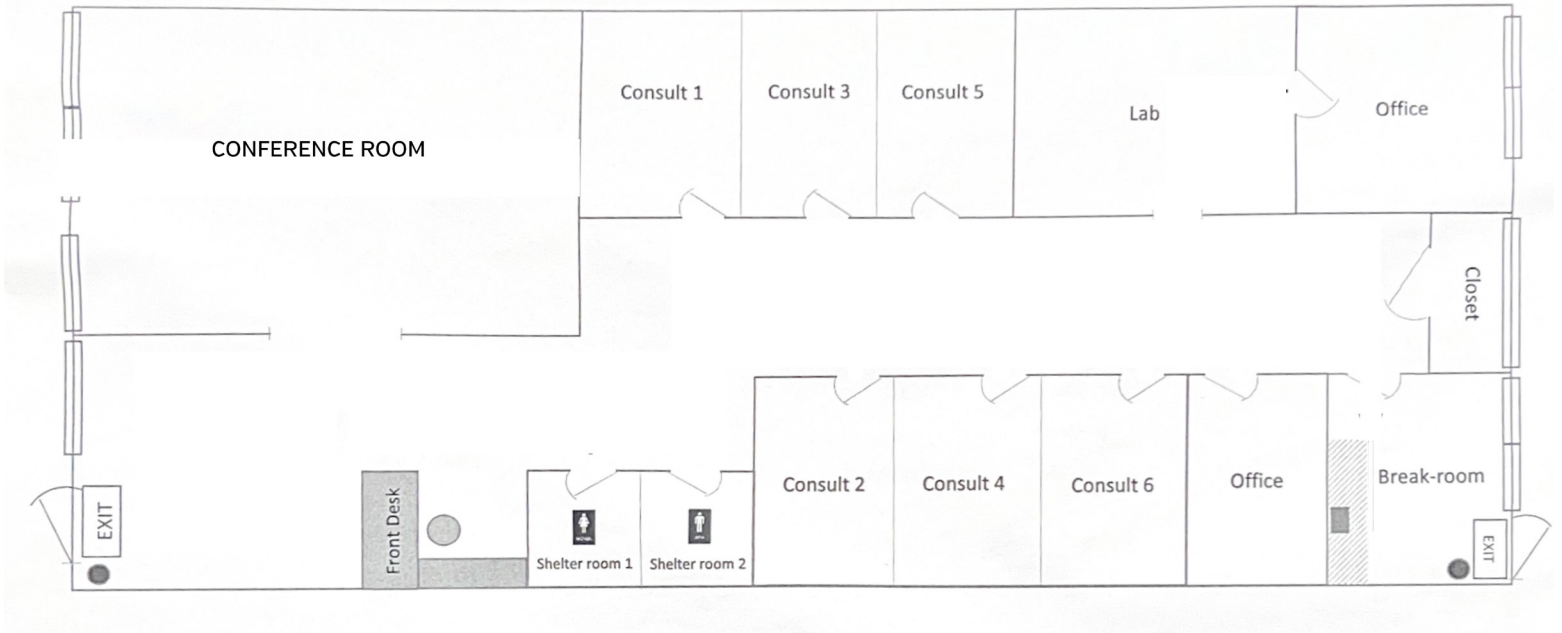 Consult 1
Consult 3
Consult 5
Lab
Office
CONFERENCE ROOM
Closet
Consult 2
Consult 4
Consult 6
Office
Break-room
EXIT
Front Desk
Shelter room 1
Shelter room 2
EXIT